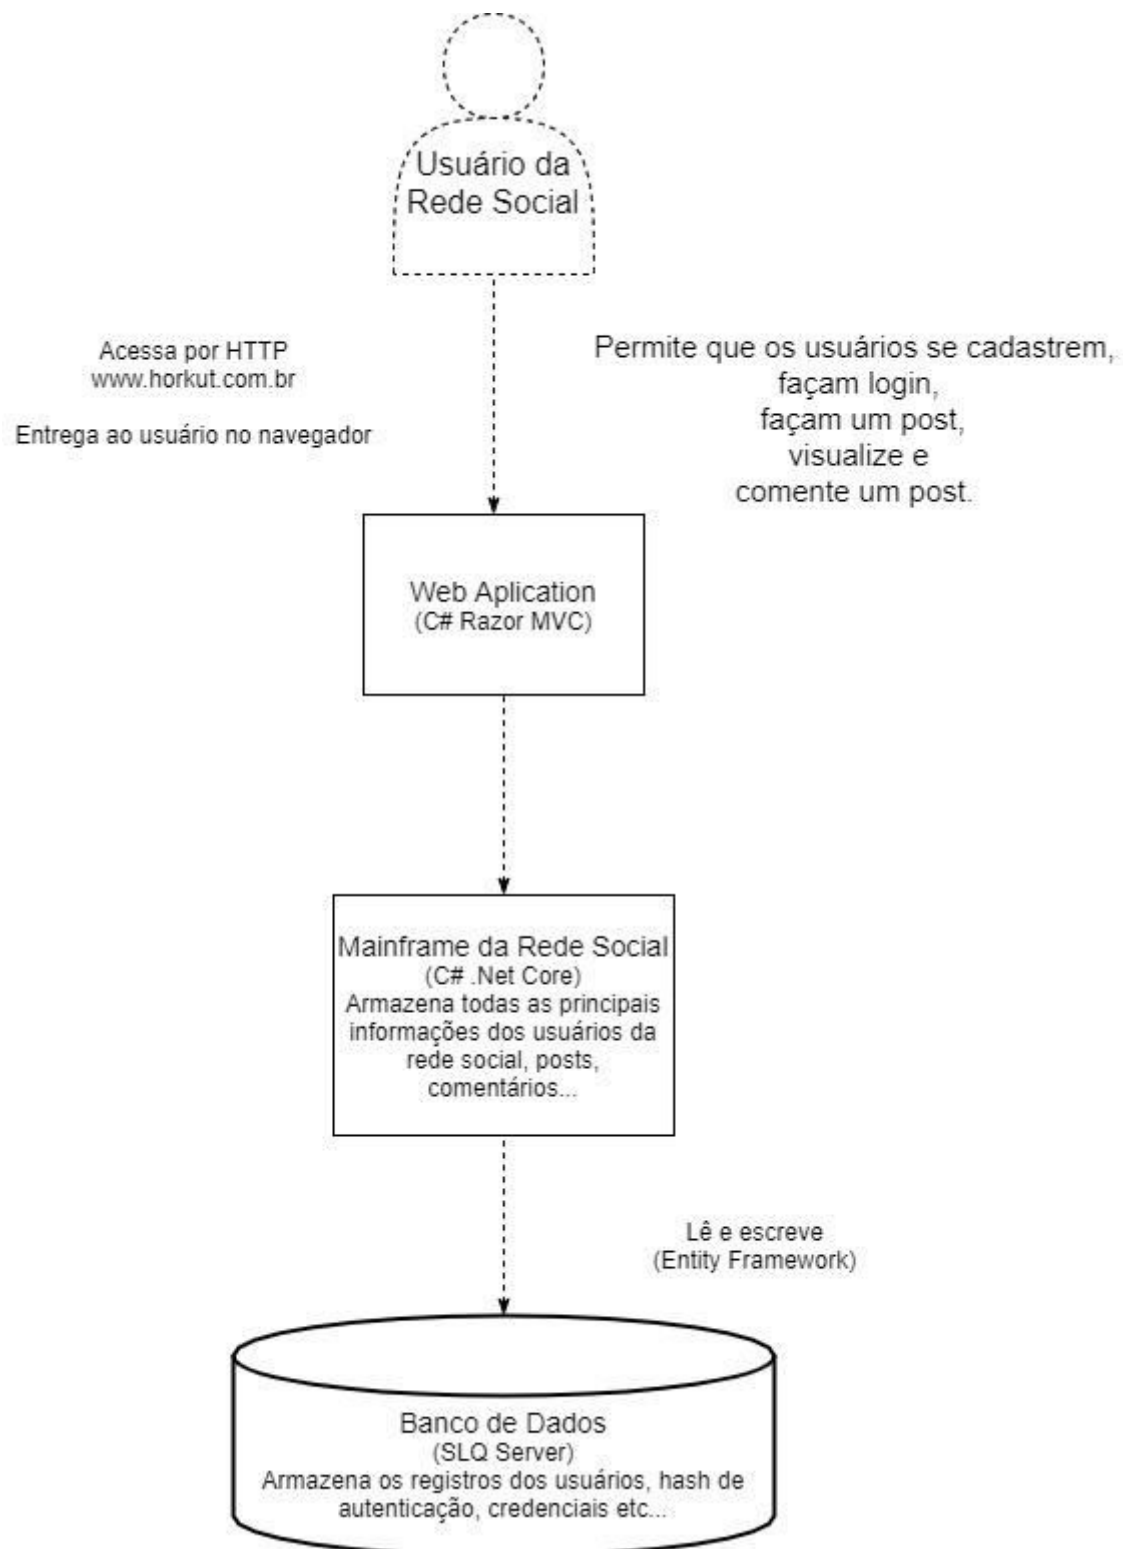 Usuário da
Rede Social
Acessa por HTTP
www.horkut.com.br
Entrega ao usuário no navegador
Permite que os usuários se cadastrem,
façam login,
façam um post,
visualize e
comente um post.
Web Aplication
(C# Razor MVC)
Mainframe da Rede Social
(C# .Net Core)
Armazena todas as principais
informações dos usuários da
rede social, posts,
comentários...
Lê e escreve
(Entity Framework)
Banco de Dados
(SLQ Server)
Armazena os registros dos usuários, hash de
autenticação, credenciais etc...